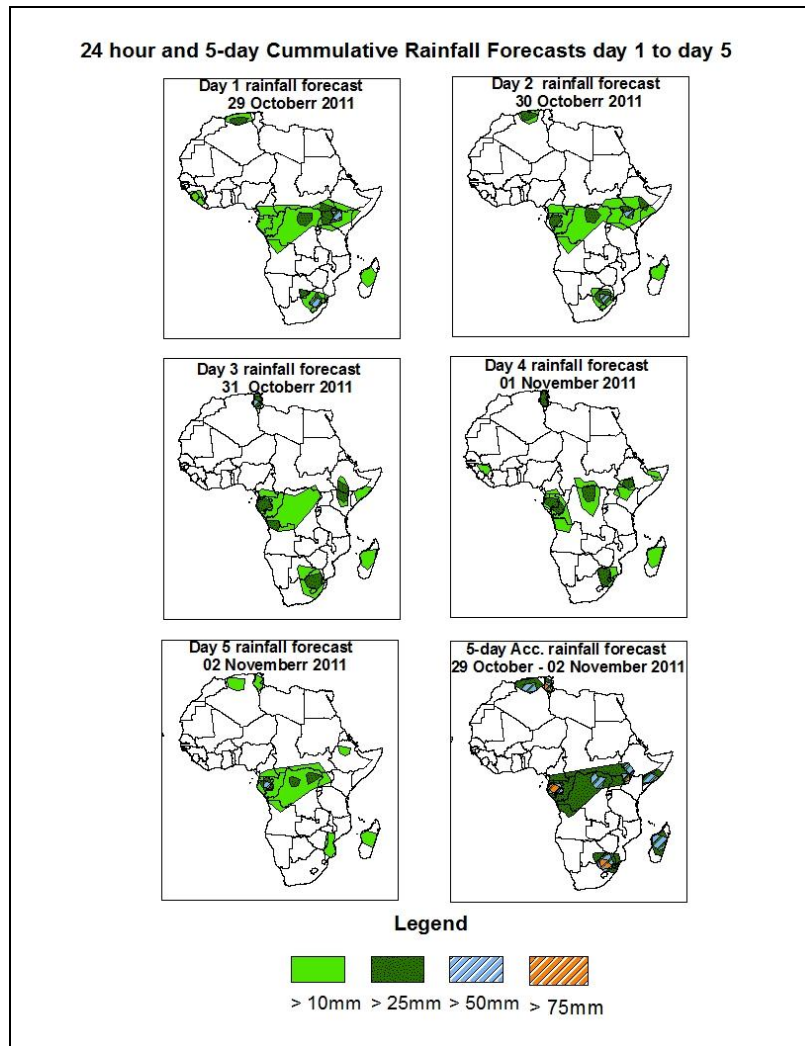 24 hour and 5-day Cummulative Rainfall Forecasts day 1 to day 5
Day 1 rainfall forecast
29 Octoberr 2011
Day 2 rainfall forecast
30 Octoberr 2011
Day 3 rainfall forecast
31 Octoberr 2011
Day 4 rainfall forecast
01 November 2011
Day 5 rainfall forecast
02 Novemberr 2011
5-day Acc. rainfall forecast
29 October - 02 November 2011
Legend
> 10mm > 25mm > 50mm > 75mm